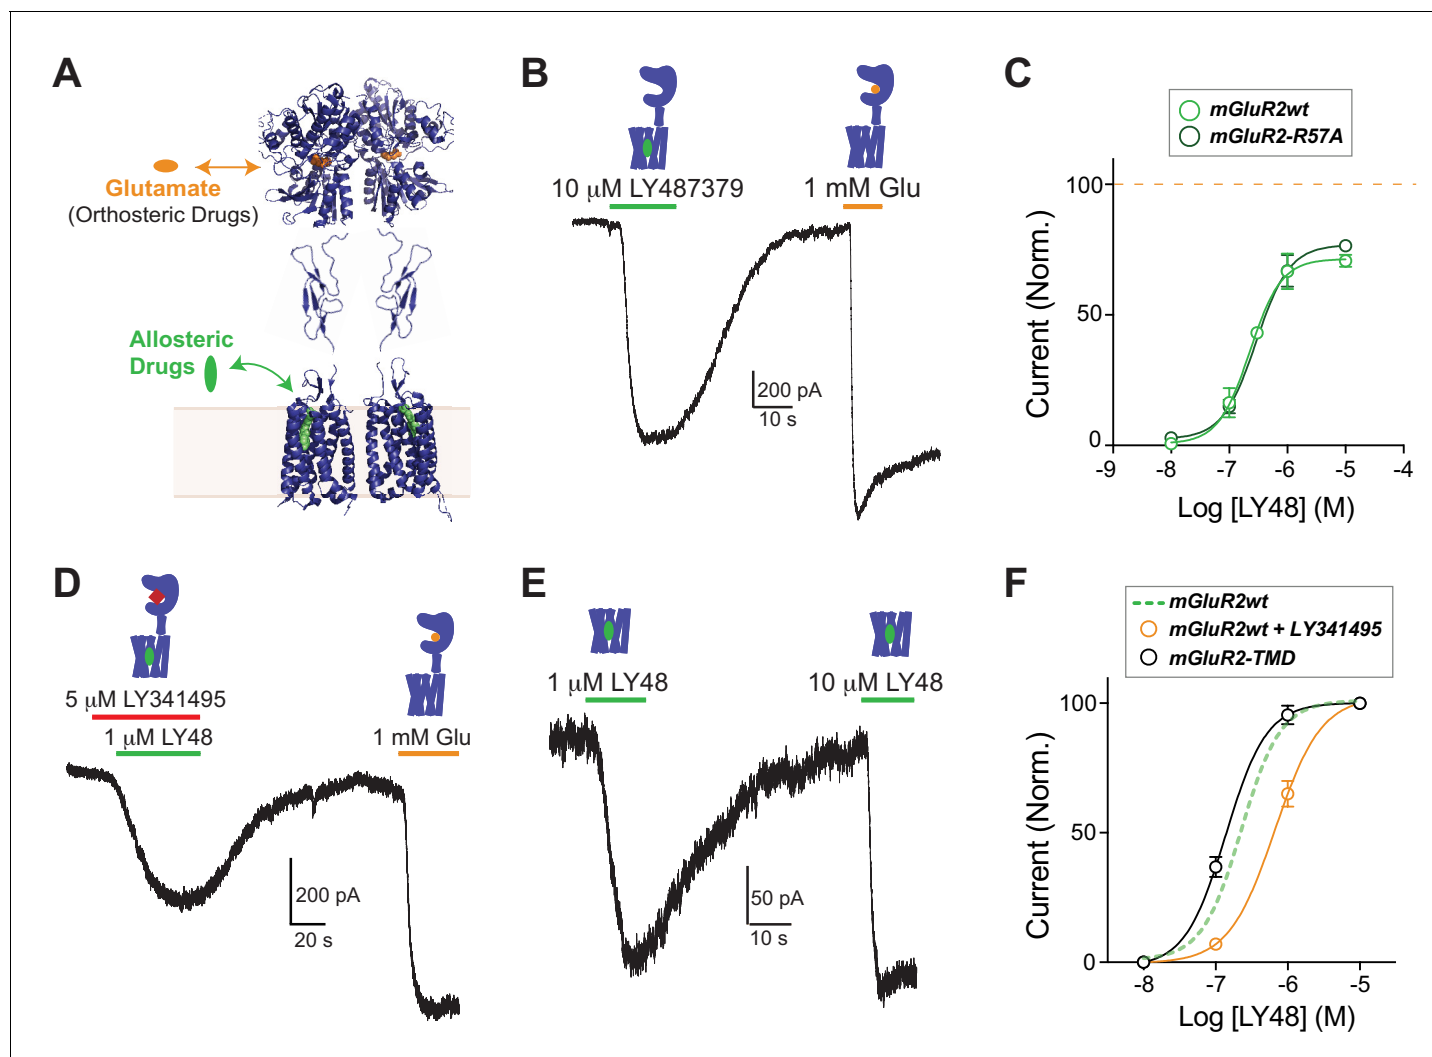 A
Glutamate
(Orthosteric Drugs)
Allosteric
Drugs
B
10 μM LY487379
1 mM Glu
200 pA
10 s
C
mGluR2wt
mGluR2-R57A
Current (Norm.)
100
50
0
-9 -8 -7 -6 -5 -4
Log [LY48] (M)
D
5 μM LY341495
1 μM LY48
1 mM Glu
200 pA
20 s
E
1 μM LY48
10 μM LY48
50 pA
10 s
F
mGluR2wt
mGluR2wt + LY341495
mGluR2-TMD
Current (Norm.)
100
50
0
-8 -7 -6 -5
Log [LY48] (M)